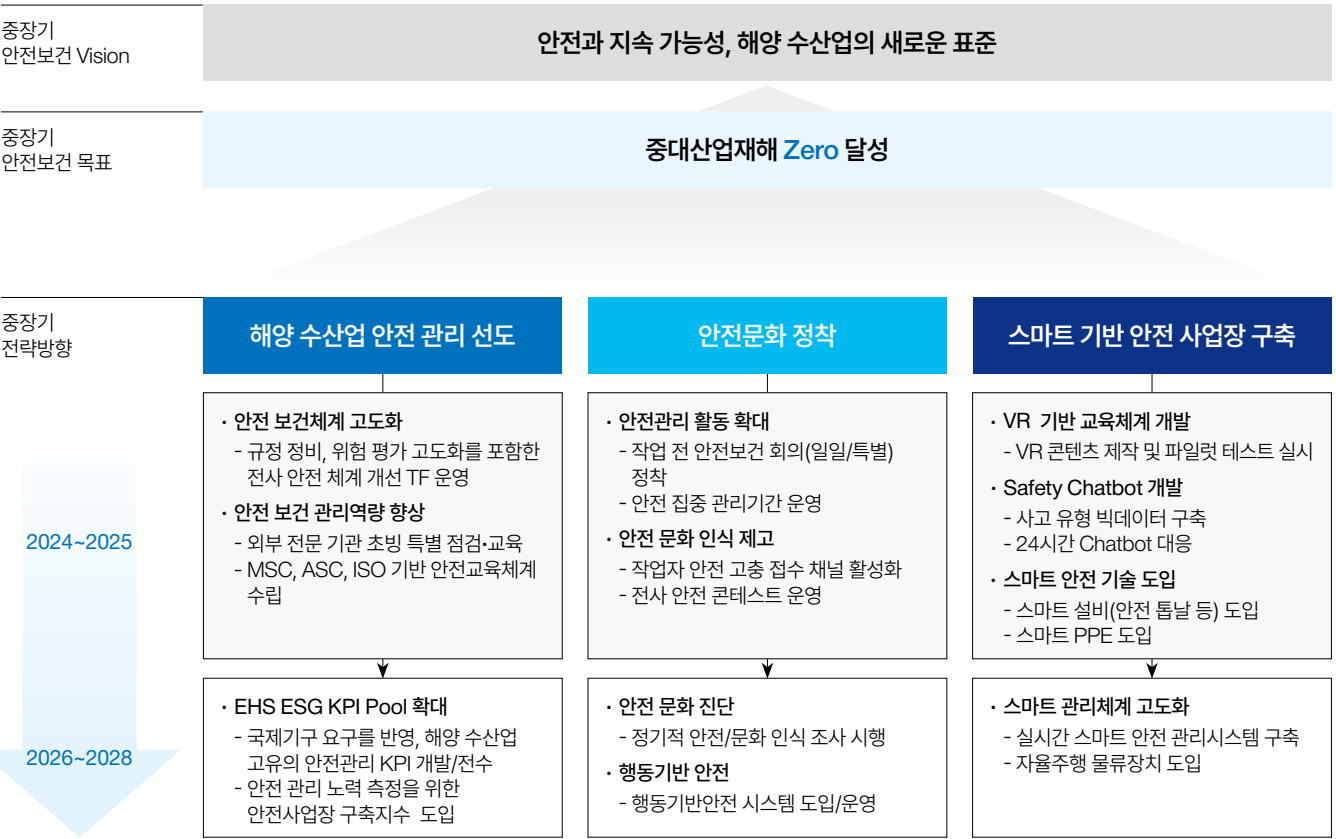 중장기
안전보건 Vision
안전과 지속 가능성, 해양 수산업의 새로운 표준
중장기
안전보건 목표
중대산업재해 Zero 달성
중장기
전략방향
해양 수산업 안전 관리 선도
안전문화 정착
스마트 기반 안전 사업장 구축
2024~2025
· 안전 보건체계 고도화
- 규정 정비, 위험 평가 고도화를 포함한
전사 안전 체계 개선 TF 운영
· 안전 보건 관리역량 향상
- 외부 전문 기관 초빙 특별 점검•교육
- MSC, ASC, ISO 기반 안전교육체계
수립
· 안전관리 활동 확대
- 작업 전 안전보건 회의(일일/특별)
정착
- 안전 집중 관리기간 운영
· 안전 문화 인식 제고
- 작업자 안전 고충 접수 채널 활성화
- 전사 안전 콘테스트 운영
· VR 기반 교육체계 개발
- VR 콘텐츠 제작 및 파일럿 테스트 실시
· Safety Chatbot 개발
- 사고 유형 빅데이터 구축
- 24시간 Chatbot 대응
· 스마트 안전 기술 도입
- 스마트 설비(안전 톱날 등) 도입
- 스마트 PPE 도입
2026~2028
· EHS ESG KPI Pool 확대
- 국제기구 요구를 반영, 해양 수산업
고유의 안전관리 KPI 개발/전수
- 안전 관리 노력 측정을 위한
안전사업장 구축지수 도입
· 안전 문화 진단
- 정기적 안전/문화 인식 조사 시행
· 행동기반 안전
- 행동기반안전 시스템 도입/운영
· 스마트 관리체계 고도화
- 실시간 스마트 안전 관리시스템 구축
- 자율주행 물류장치 도입